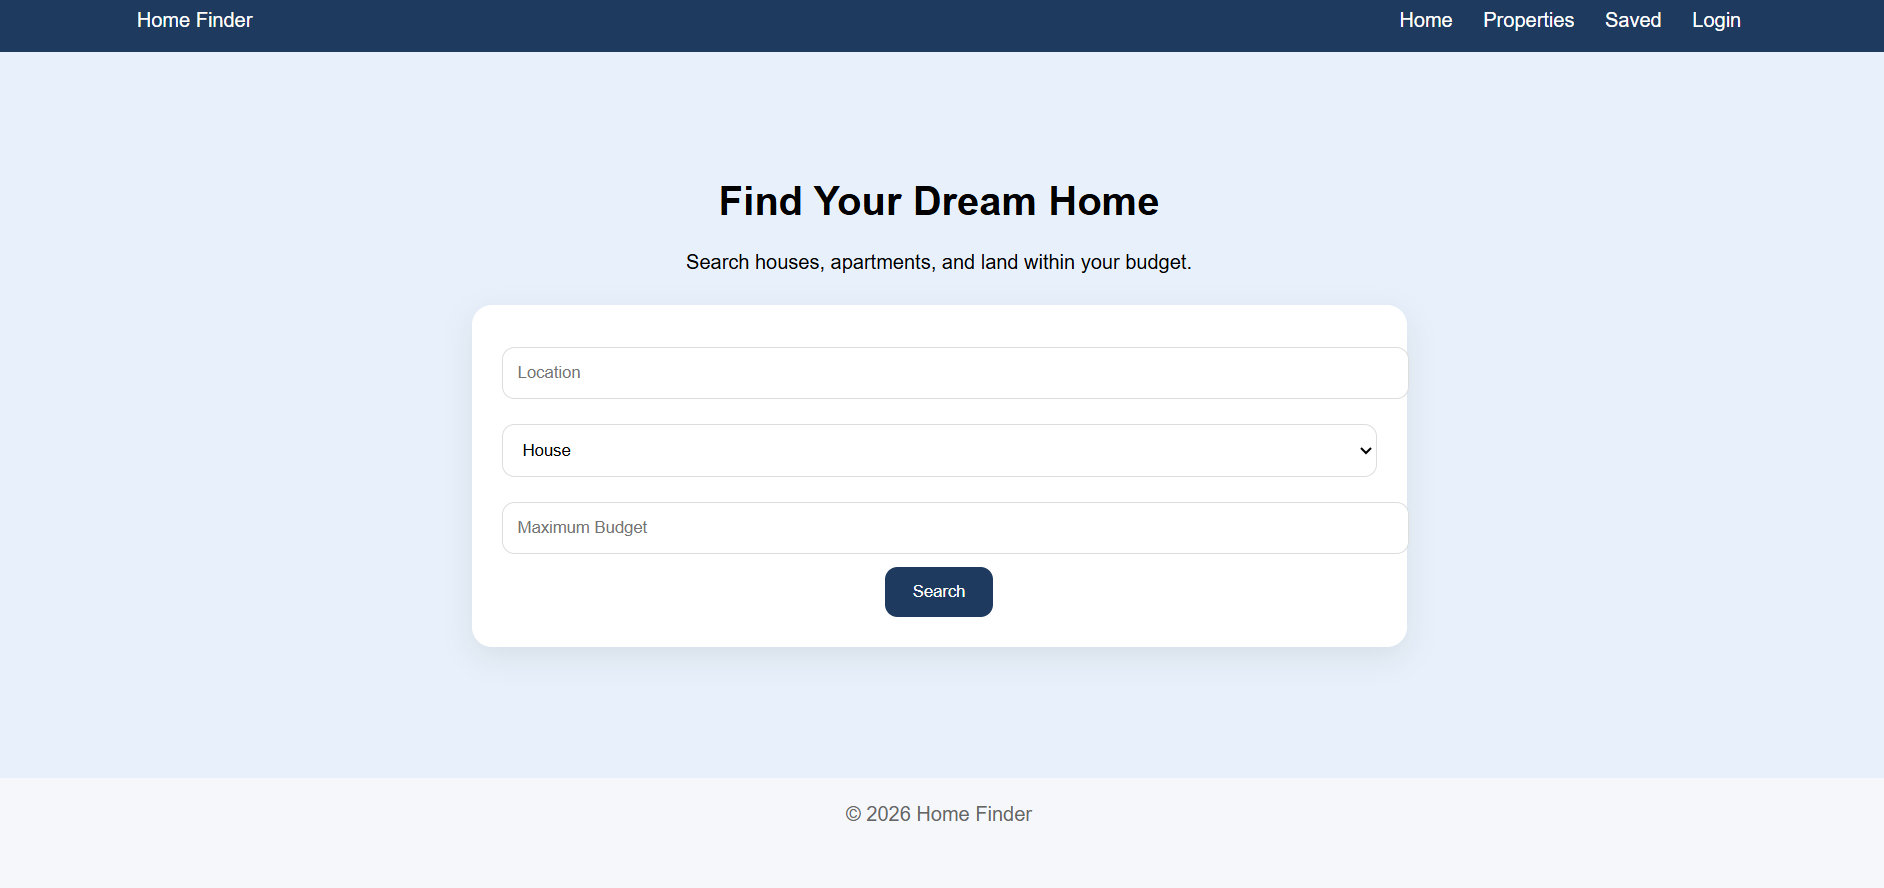 Home Finder Home Properties Saved Login
Find Your Dream Home
Search houses, apartments, and land within your budget.
Location
House
Maximum Budget
Search
© 2026 Home Finder